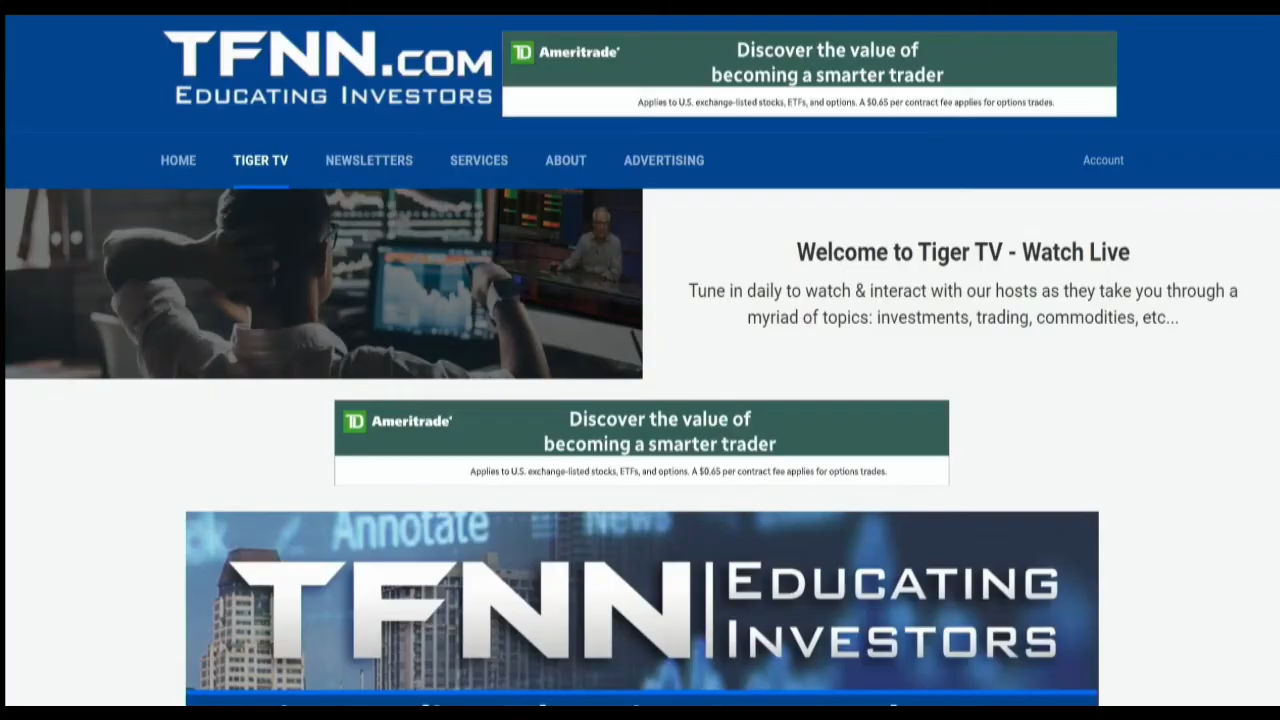 TFNN.COM
EDUCATING INVESTORS
TD Ameritrade
Discover the value of
becoming a smarter trader
Applies to U.S. exchange-listed stocks, ETFs, and options. A $0.65 per contract fee applies for options trades.
HOME TIGER TV NEWSLETTERS SERVICES ABOUT ADVERTISING Account
Welcome to Tiger TV - Watch Live
Tune in daily to watch & interact with our hosts as they take you through a
myriad of topics: investments, trading, commodities, etc...
TD Ameritrade
Discover the value of
becoming a smarter trader
Applies to U.S. exchange-listed stocks, ETFs, and options. A $0.65 per contract fee applies for options trades.
Annotate News
TFNN EDUCATING
INVESTORS